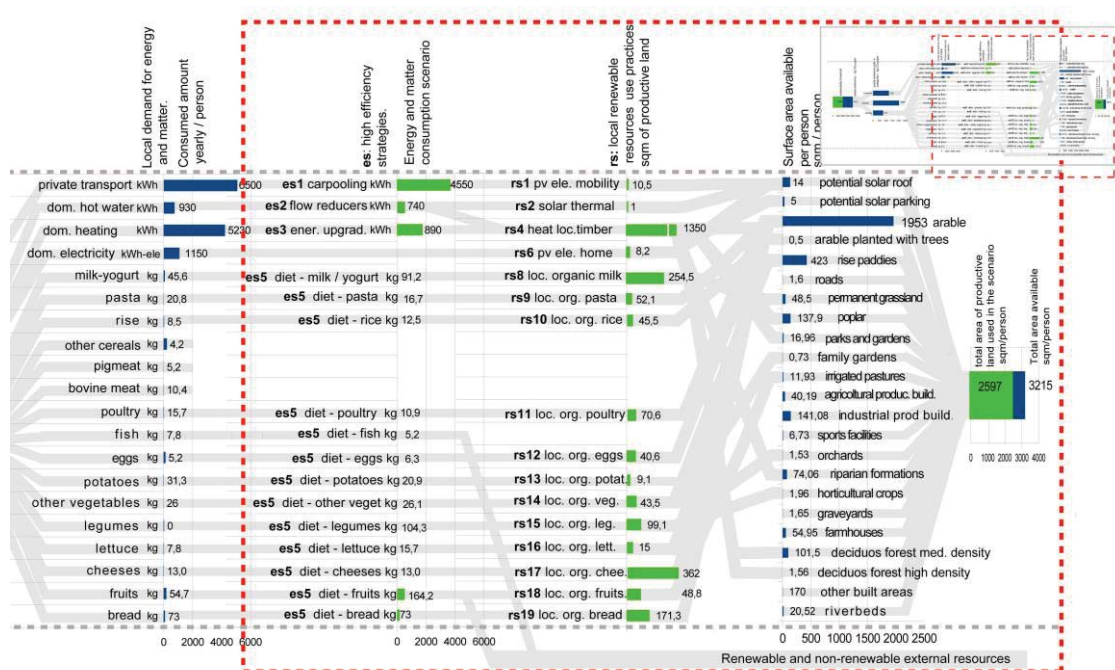 Local demand for energy
and matter.
Consumed amount
yearly / person
es: high efficiency
strategies.
Energy and matter
consumption scenario
rs: local renewable
resources use practices
sqm of productive land
Surface area available
per person
sqm / person
private transport kWh 6500 es1 carpooling kWh 4550 rs1 pv ele. mobility 10,5 14 potential solar roof
dom. hot water kWh 930 es2 flow reducers kWh 740 rs2 solar thermal 1 5 potential solar parking
dom. heating kWh 5230 es3 ener. upgrad. kWh 890 rs4 heat loc.timber 1350 1953 arable
dom. electricity kWh-ele 1150 rs6 pv ele. home 8,2 0,5 arable planted with trees
423 rise paddies
milk-yogurt kg 45,6 es5 diet - milk / yogurt kg 91,2 rs8 loc. organic milk 254,5 1,6 roads
pasta kg 20,8 es5 diet - pasta kg 16,7 rs9 loc. org. pasta 52,1 48,5 permanent grassland
rise kg 8,5 es5 diet - rice kg 12,5 rs10 loc. org. rice 45,5 137,9 poplar
other cereals kg 4,2 16,96 parks and gardens
0,73 family gardens
pigmeat kg 5,2 11,93 irrigated pastures
bovine meat kg 10,4 40,19 agricoltural produc. build.
poultry kg 15,7 es5 diet - poultry kg 10,9 rs11 loc. org. poultry 70,6 141,08 industrial prod build.
fish kg 7,8 es5 diet - fish kg 5,2 6,73 sports facilities
eggs kg 5,2 es5 diet - eggs kg 6,3 rs12 loc. org. eggs 40,6 1,53 orchards
potatoes kg 31,3 es5 diet - potatoes kg 20,9 rs13 loc. org. potat. 9,1 74,06 riparian formations
other vegetables kg 26 es5 diet - other veget kg 26,1 rs14 loc. org. veg. 43,5 1,96 horticultural crops
legumes kg 0 es5 diet - legumes kg 104,3 rs15 loc. org. leg. 99,1 1,65 graveyards
54,95 farmhouses
lettuce kg 7,8 es5 diet - lettuce kg 15,7 rs16 loc. org. lett. 15 101,5 deciduos forest med. density
cheeses kg 13,0 es5 diet - cheeses kg 13,0 rs17 loc. org. chee. 362 1,56 deciduos forest high density
fruits kg 54,7 es5 diet - fruits kg 164,2 rs18 loc. org. fruits. 48,8 170 other built areas
bread kg 73 es5 diet - bread kg 73 rs19 loc. org. bread 171,3 20,52 riverbeds
0 2000 4000 6000 0 2000 4000 6000 0 500 1000 1500 2000 2500
total area of productive
land used in the scenario
sqm/person
Total area available
sqm/person
2597 3215
0 1000 2000 3000 4000
Renewable and non-renewable external resources